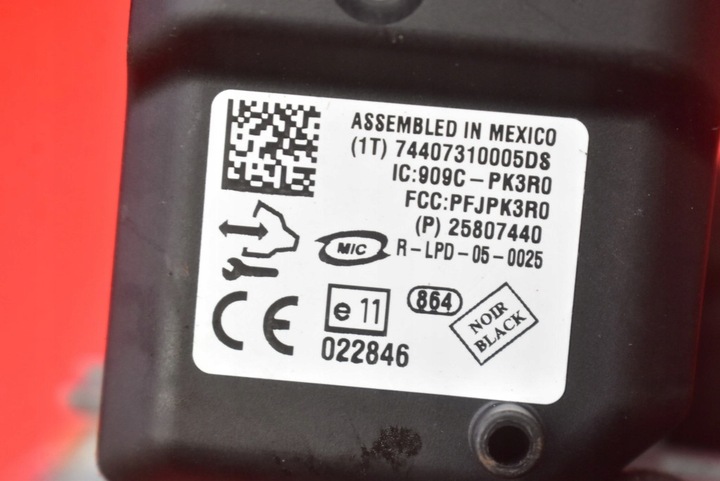 ASSEMBLED IN MEXICO
(1T) 74407310005DS
IC:909C-PK3R0
FCC:PFJPK3R0
(P) 25807440
MIC R-LPD-05-0025
CE e 11 864 NOIR
BLACK
022846